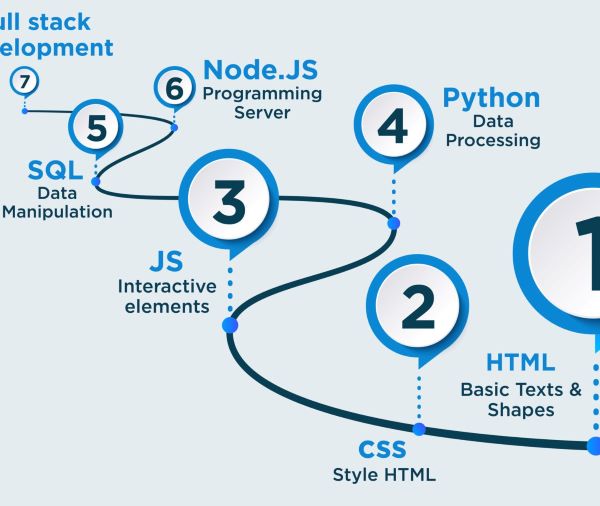 ull stack
elopment
7
6
Node.JS
Programming
Server
5
SQL
Data
Manipulation
4
Python
Data
Processing
3
JS
Interactive
elements
2
CSS
Style HTML
1
HTML
Basic Texts &
Shapes